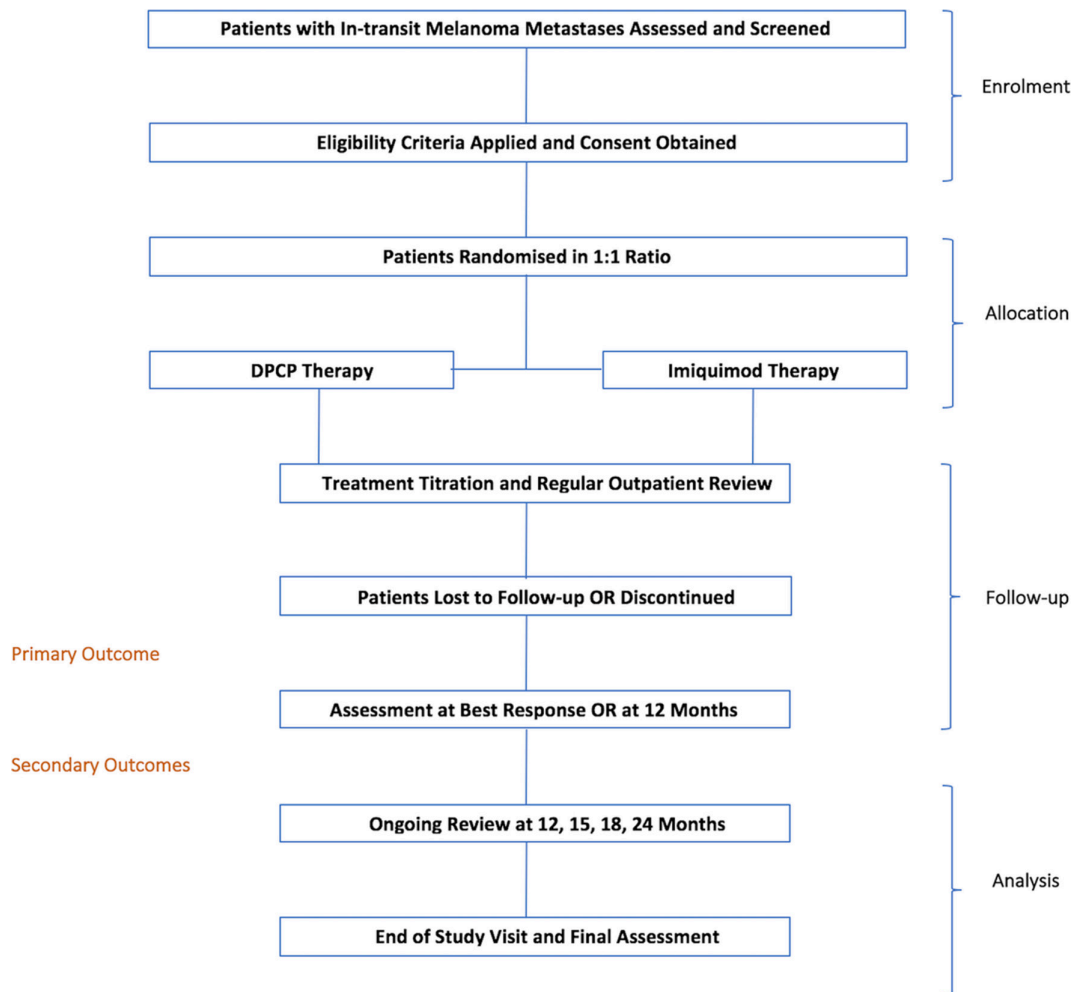 Patients with In-transit Melanoma Metastases Assessed and Screened
Enrolment
Eligibility Criteria Applied and Consent Obtained
Patients Randomised in 1:1 Ratio
Allocation
DPCP Therapy
Imiquimod Therapy
Treatment Titration and Regular Outpatient Review
Patients Lost to Follow-up OR Discontinued
Follow-up
Primary Outcome
Assessment at Best Response OR at 12 Months
Secondary Outcomes
Ongoing Review at 12, 15, 18, 24 Months
Analysis
End of Study Visit and Final Assessment